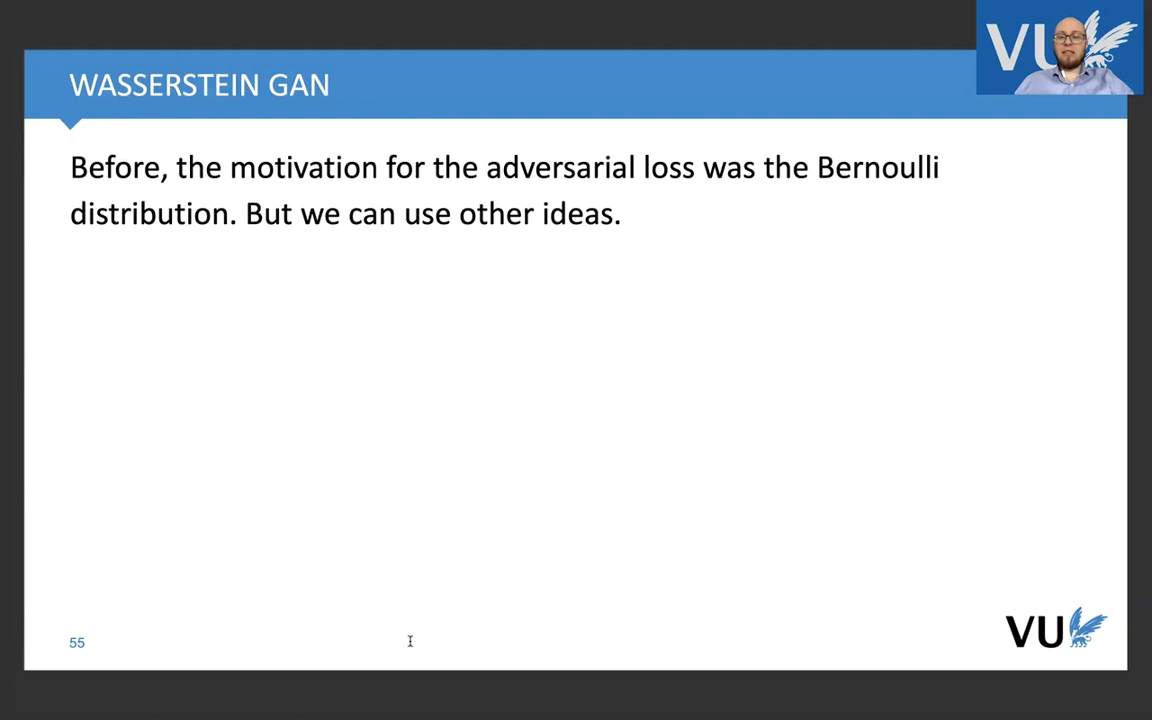 VU
WASSERSTEIN GAN
Before, the motivation for the adversarial loss was the Bernoulli
distribution. But we can use other ideas.
55
VU